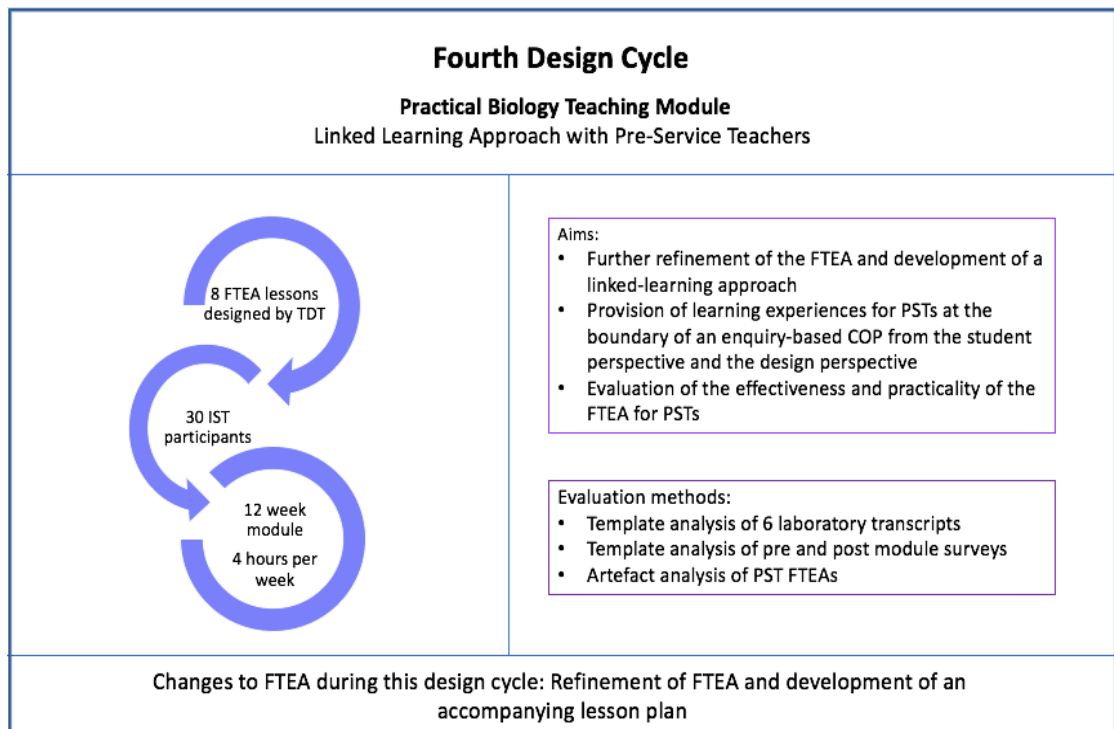 Fourth Design Cycle
Practical Biology Teaching Module
Linked Learning Approach with Pre-Service Teachers
8 FTEA lessons
designed by TDT
30 IST
participants
12 week
module
4 hours per
week
Aims:
• Further refinement of the FTEA and development of a
linked-learning approach
• Provision of learning experiences for PSTs at the
boundary of an enquiry-based COP from the student
perspective and the design perspective
• Evaluation of the effectiveness and practicality of the
FTEA for PSTs
Evaluation methods:
• Template analysis of 6 laboratory transcripts
• Template analysis of pre and post module surveys
• Artefact analysis of PST FTEAs
Changes to FTEA during this design cycle: Refinement of FTEA and development of an
accompanying lesson plan